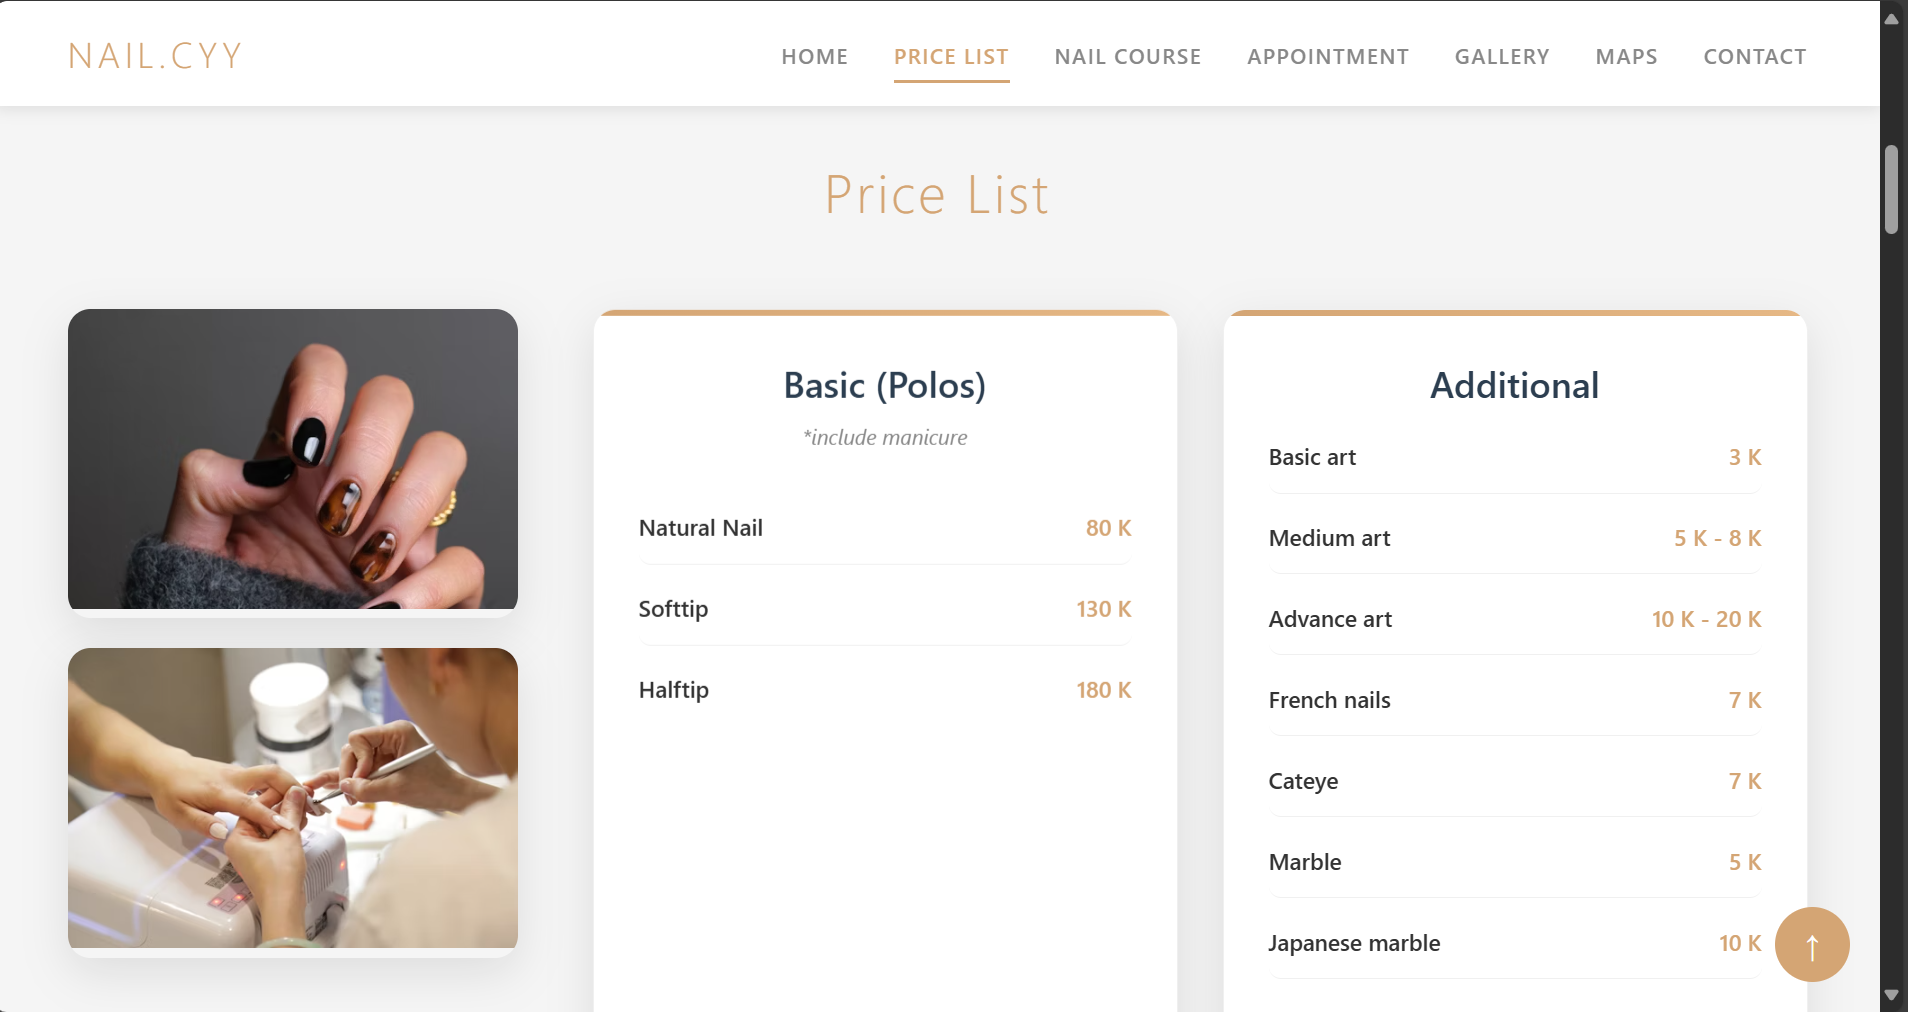 NAIL.CYY
HOME PRICE LIST NAIL COURSE APPOINTMENT GALLERY MAPS CONTACT
Price List
Basic (Polos)
*include manicure
Natural Nail 80 K
Softtip 130 K
Halftip 180 K
Additional
Basic art 3 K
Medium art 5 K - 8 K
Advance art 10 K - 20 K
French nails 7 K
Cateye 7 K
Marble 5 K
Japanese marble 10 K
↑